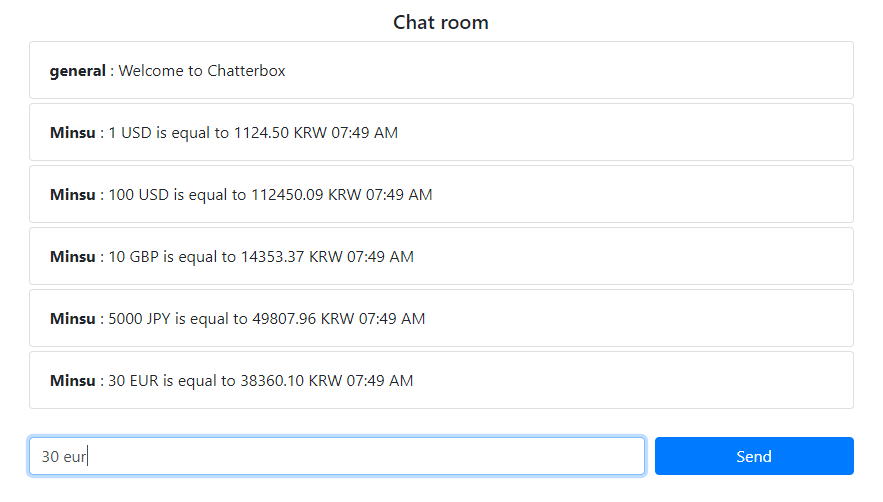 Chat room
general : Welcome to Chatterbox
Minsu : 1 USD is equal to 1124.50 KRW 07:49 AM
Minsu : 100 USD is equal to 112450.09 KRW 07:49 AM
Minsu : 10 GBP is equal to 14353.37 KRW 07:49 AM
Minsu : 5000 JPY is equal to 49807.96 KRW 07:49 AM
Minsu : 30 EUR is equal to 38360.10 KRW 07:49 AM
30 eur
Send